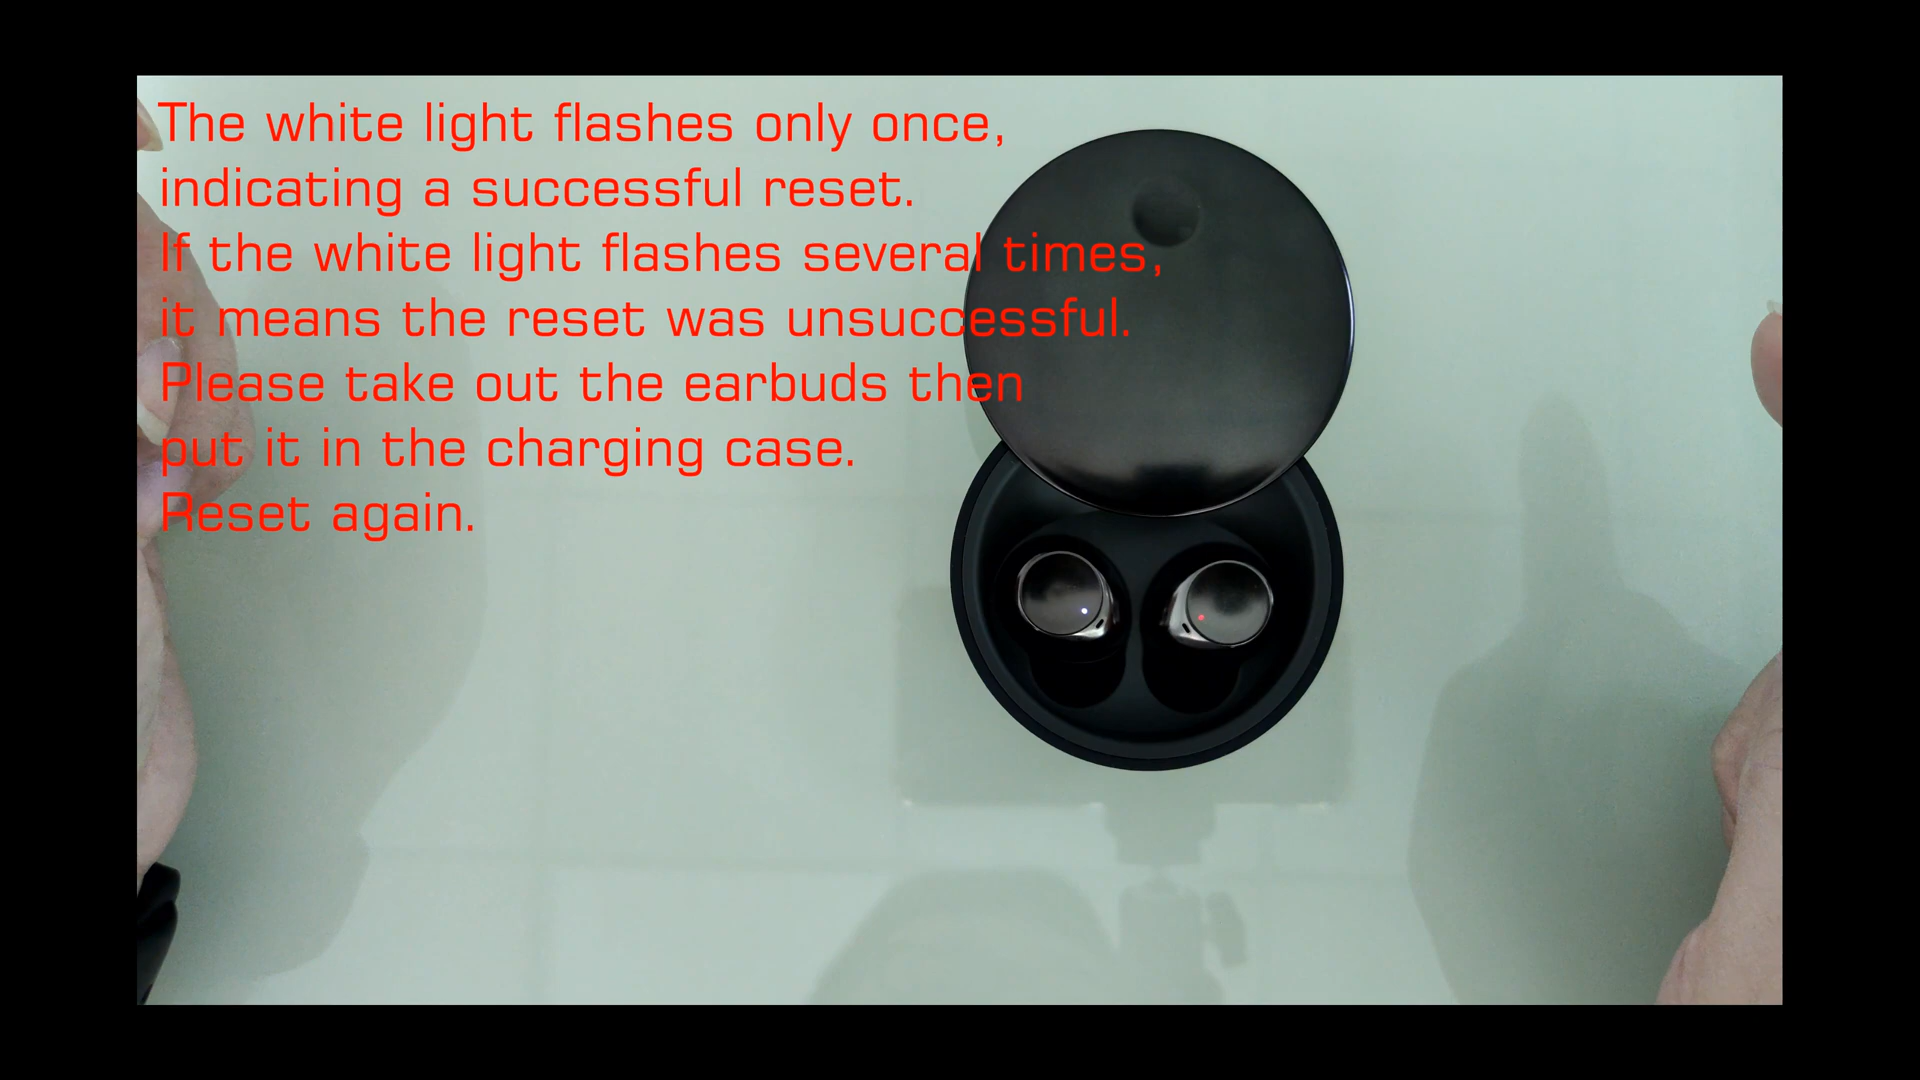 The white light flashes only once,
indicating a successful reset.
If the white light flashes several times,
it means the reset was unsuccessful.
Please take out the earbuds then
put it in the charging case.
Reset again.